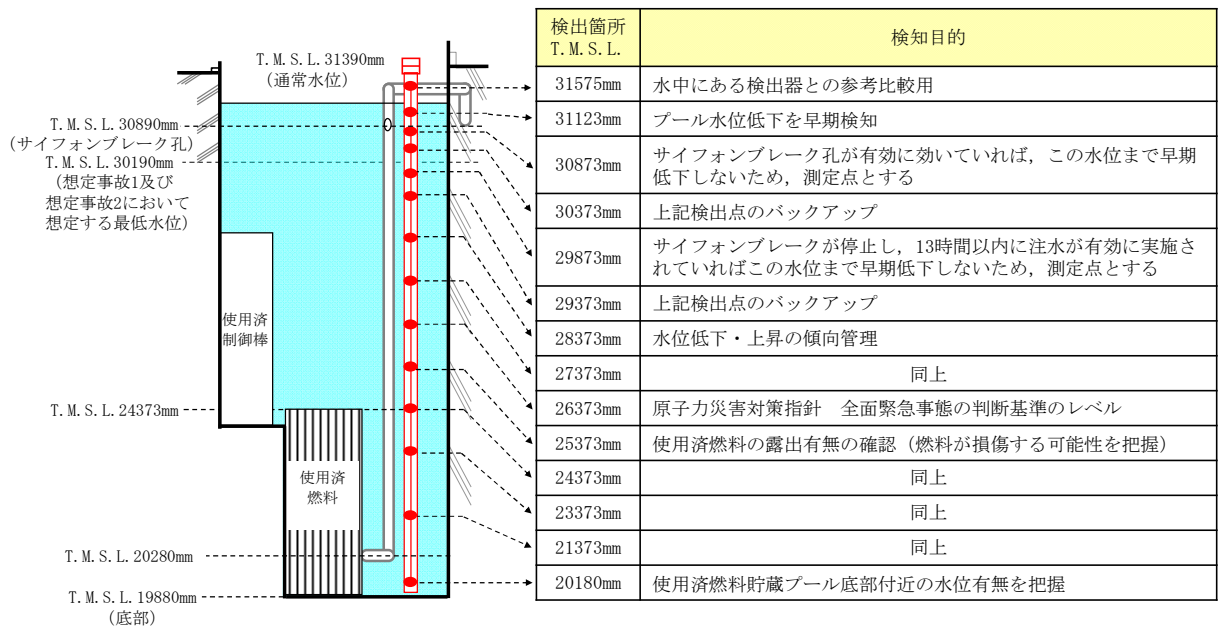 T.M.S.L.31390mm
（通常水位）
T.M.S.L.30890mm
（サイフォンブレーク孔）
T.M.S.L.30190mm
（想定事故1及び
想定事故2において
想定する最低水位）
使用済
制御棒
T.M.S.L.24373mm
使用済
燃料
T.M.S.L.20280mm
T.M.S.L.19880mm
（底部）
検出箇所
T.M.S.L.
検知目的
31575mm 水中にある検出器との参考比較用
31123mm プール水位低下を早期検知
30873mm サイフォンブレーク孔が有効に効いていれば，この水位まで早期
低下しないため，測定点とする
30373mm 上記検出点のバックアップ
29873mm サイフォンブレークが停止し，13時間以内に注水が有効に実施さ
れていればこの水位まで早期低下しないため，測定点とする
29373mm 上記検出点のバックアップ
28373mm 水位低下・上昇の傾向管理
27373mm 同上
26373mm 原子力災害対策指針　全面緊急事態の判断基準のレベル
25373mm 使用済燃料の露出有無の確認（燃料が損傷する可能性を把握）
24373mm 同上
23373mm 同上
21373mm 同上
20180mm 使用済燃料貯蔵プール底部付近の水位有無を把握